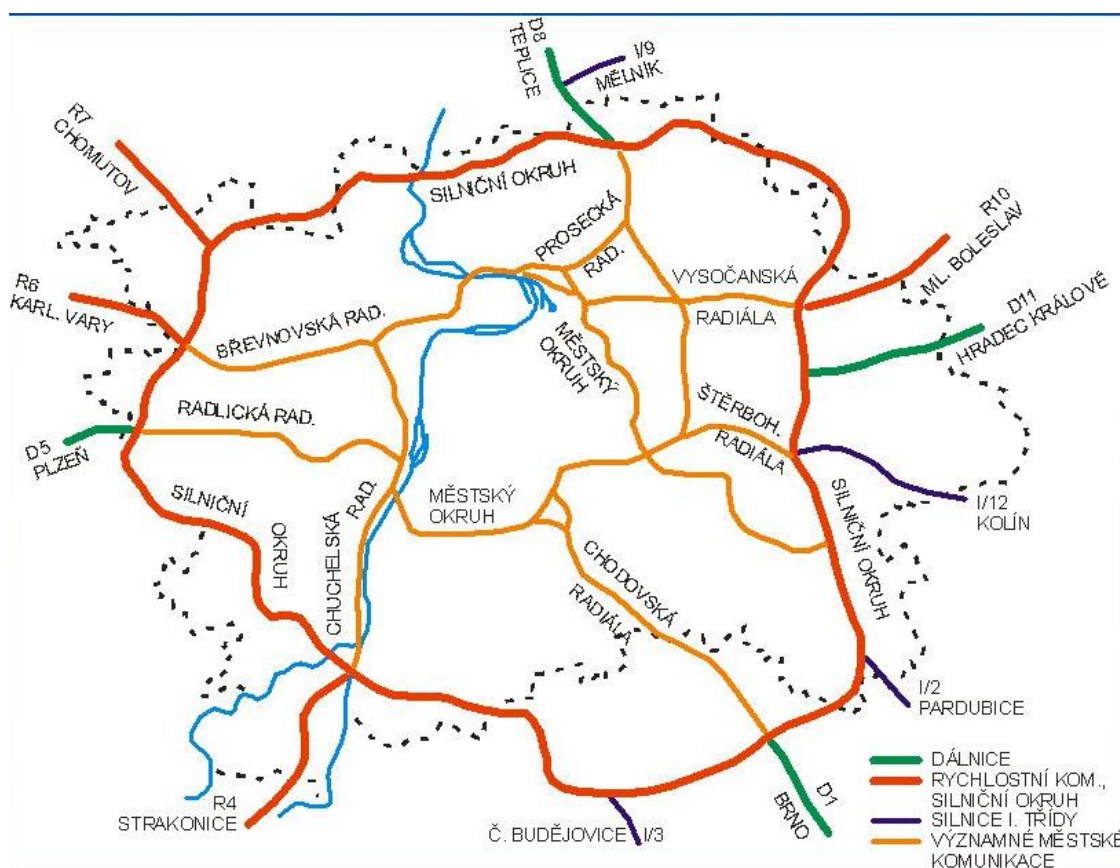 D8
TEPLICE
I/9
MĚLNÍK
R7
CHOMUTOV
SILNIČNÍ OKRUH
PROSECKÁ
RAD.
R10
ML. BOLESLAV
R6
KARL. VARY
VYSOČANSKÁ
RADIÁLA
D11
HRADEC KRÁLOVÉ
BŘEVNOVSKÁ RAD.
MĚSTSKÝ
OKRUH
RADLICKÁ RAD.
ŠTĚRBOH.
RADIÁLA
D5
PLZEŇ
SILNIČNÍ
OKRUH
CHUCHELSKÁ
RAD.
MĚSTSKÝ
OKRUH
I/12
KOLÍN
SILNIČNÍ OKRUH
CHODOVSKÁ
RADIÁLA
I/2
PARDUBICE
R4
STRAKONICE
Č. BUDĚJOVICE I/3
D1
BRNO
DÁLNICE
RYCHLOSTNÍ KOM.,
SILNIČNÍ OKRUH
SILNICE I. TŘÍDY
VÝZNAMNÉ MĚSTSKÉ
KOMUNIKACE